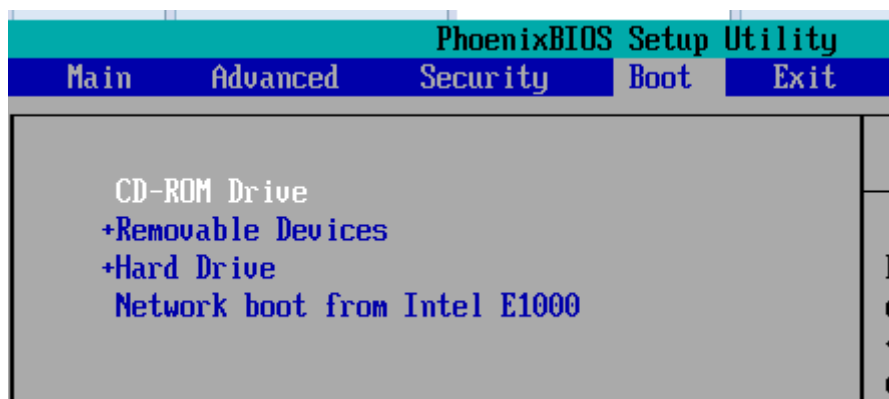 PhoenixBIOS Setup Utility
Main Advanced Security Boot Exit
CD-ROM Drive
+Removable Devices
+Hard Drive
Network boot from Intel E1000